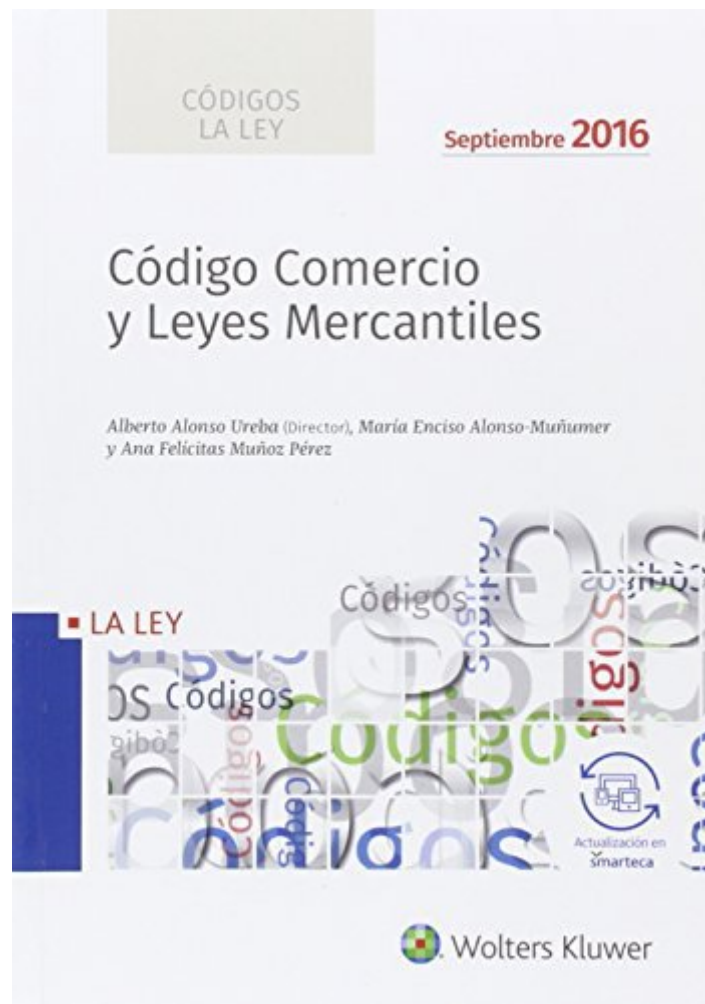 CÓDIGOS
LA LEY
Septiembre 2016
Código Comercio
y Leyes Mercantiles
Alberto Alonso Ureba (Director), María Enciso Alonso-Muñumer
y Ana Felícitas Muñoz Pérez
Códigos
LA LEY
Códigos
Códigos
códigos
Actualización en
smarteca
Wolters Kluwer